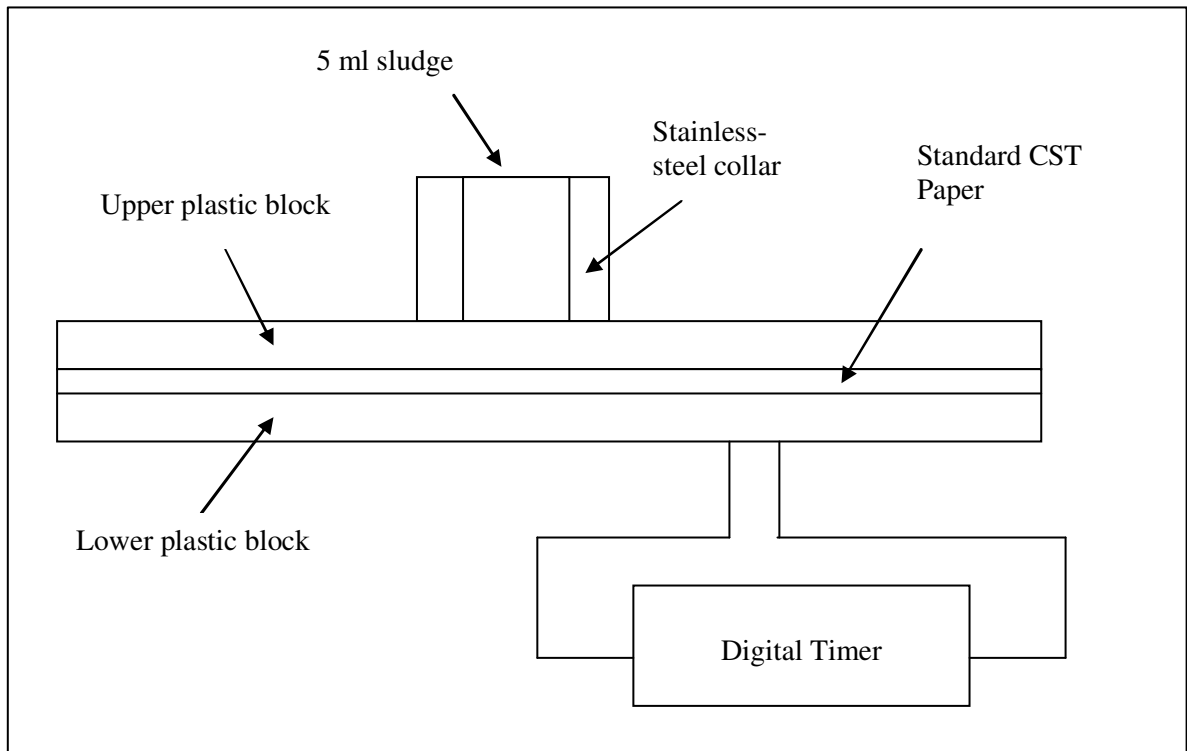 5 ml sludge
Stainless-
steel collar
Standard CST
Paper
Upper plastic block
Lower plastic block
Digital Timer